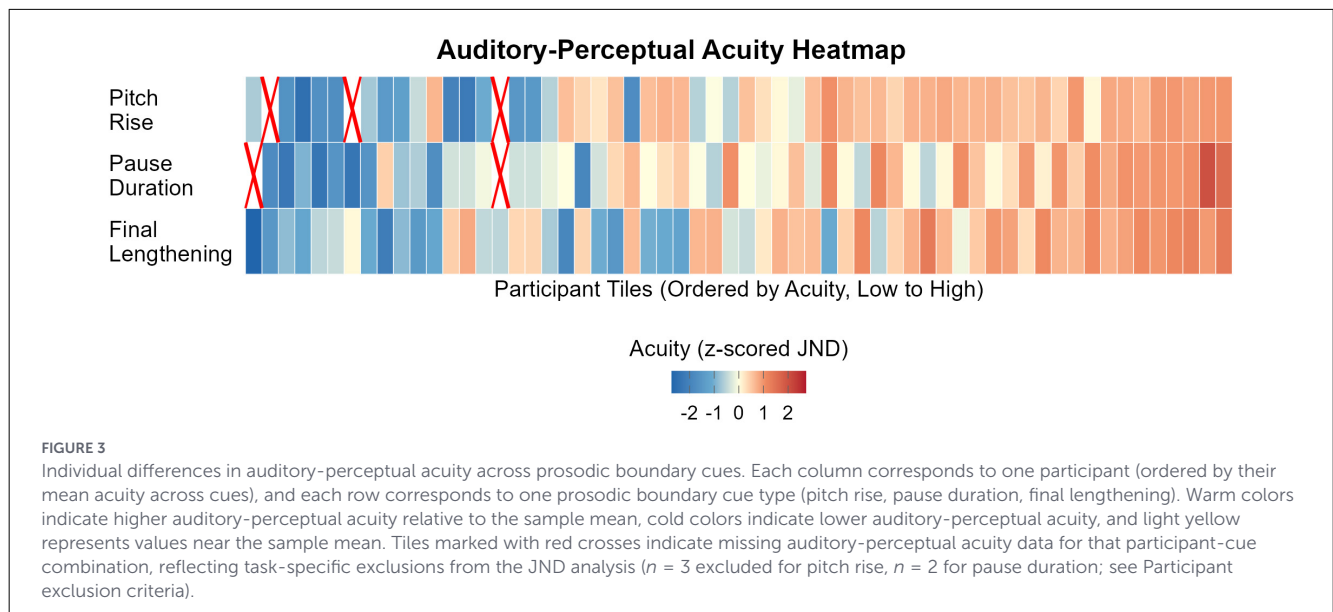 Auditory-Perceptual Acuity Heatmap
Pitch
Rise
Pause
Duration
Final
Lengthening
Participant Tiles (Ordered by Acuity, Low to High)
Acuity (z-scored JND)
-2 -1 0 1 2
FIGURE 3
Individual differences in auditory-perceptual acuity across prosodic boundary cues. Each column corresponds to one participant (ordered by their
mean acuity across cues), and each row corresponds to one prosodic boundary cue type (pitch rise, pause duration, final lengthening). Warm colors
indicate higher auditory-perceptual acuity relative to the sample mean, cold colors indicate lower auditory-perceptual acuity, and light yellow
represents values near the sample mean. Tiles marked with red crosses indicate missing auditory-perceptual acuity data for that participant-cue
combination, reflecting task-specific exclusions from the JND analysis (n = 3 excluded for pitch rise, n = 2 for pause duration; see Participant
exclusion criteria).